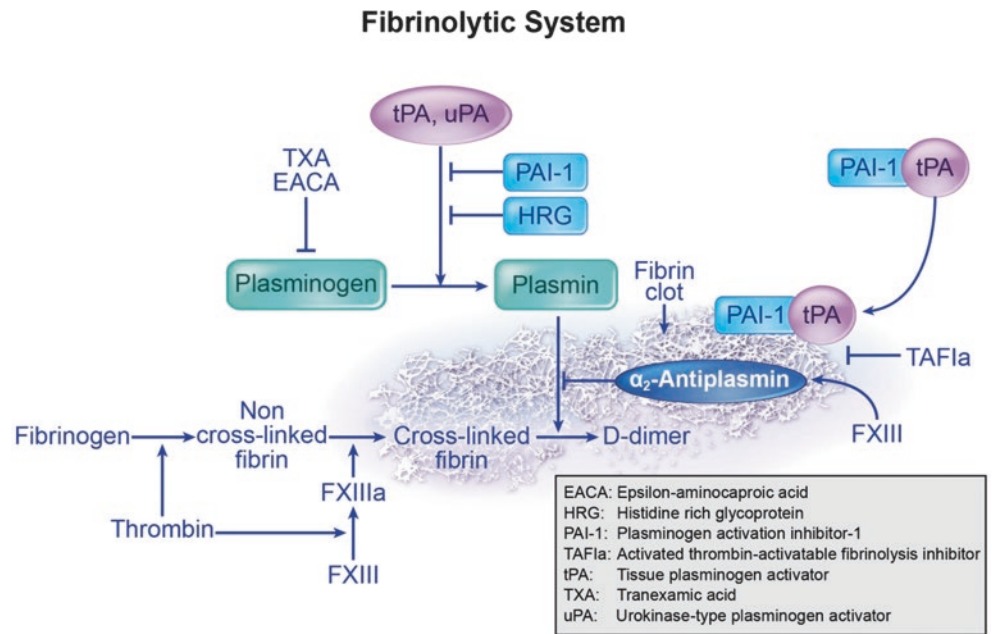 Fibrinolytic System
tPA, uPA
TXA
EACA
PAI-1
HRG
PAI-1
tPA
Plasminogen
Plasmin
Fibrin
clot
PAI-1
tPA
TAFIa
α₂-Antiplasmin
FXIII
Fibrinogen
Non
cross-linked
fibrin
Cross-linked
fibrin
D-dimer
FXIIIa
Thrombin
FXIII
EACA: Epsilon-aminocaproic acid
HRG: Histidine rich glycoprotein
PAI-1: Plasminogen activation inhibitor-1
TAFIa: Activated thrombin-activatable fibrinolysis inhibitor
tPA: Tissue plasminogen activator
TXA: Tranexamic acid
uPA: Urokinase-type plasminogen activator